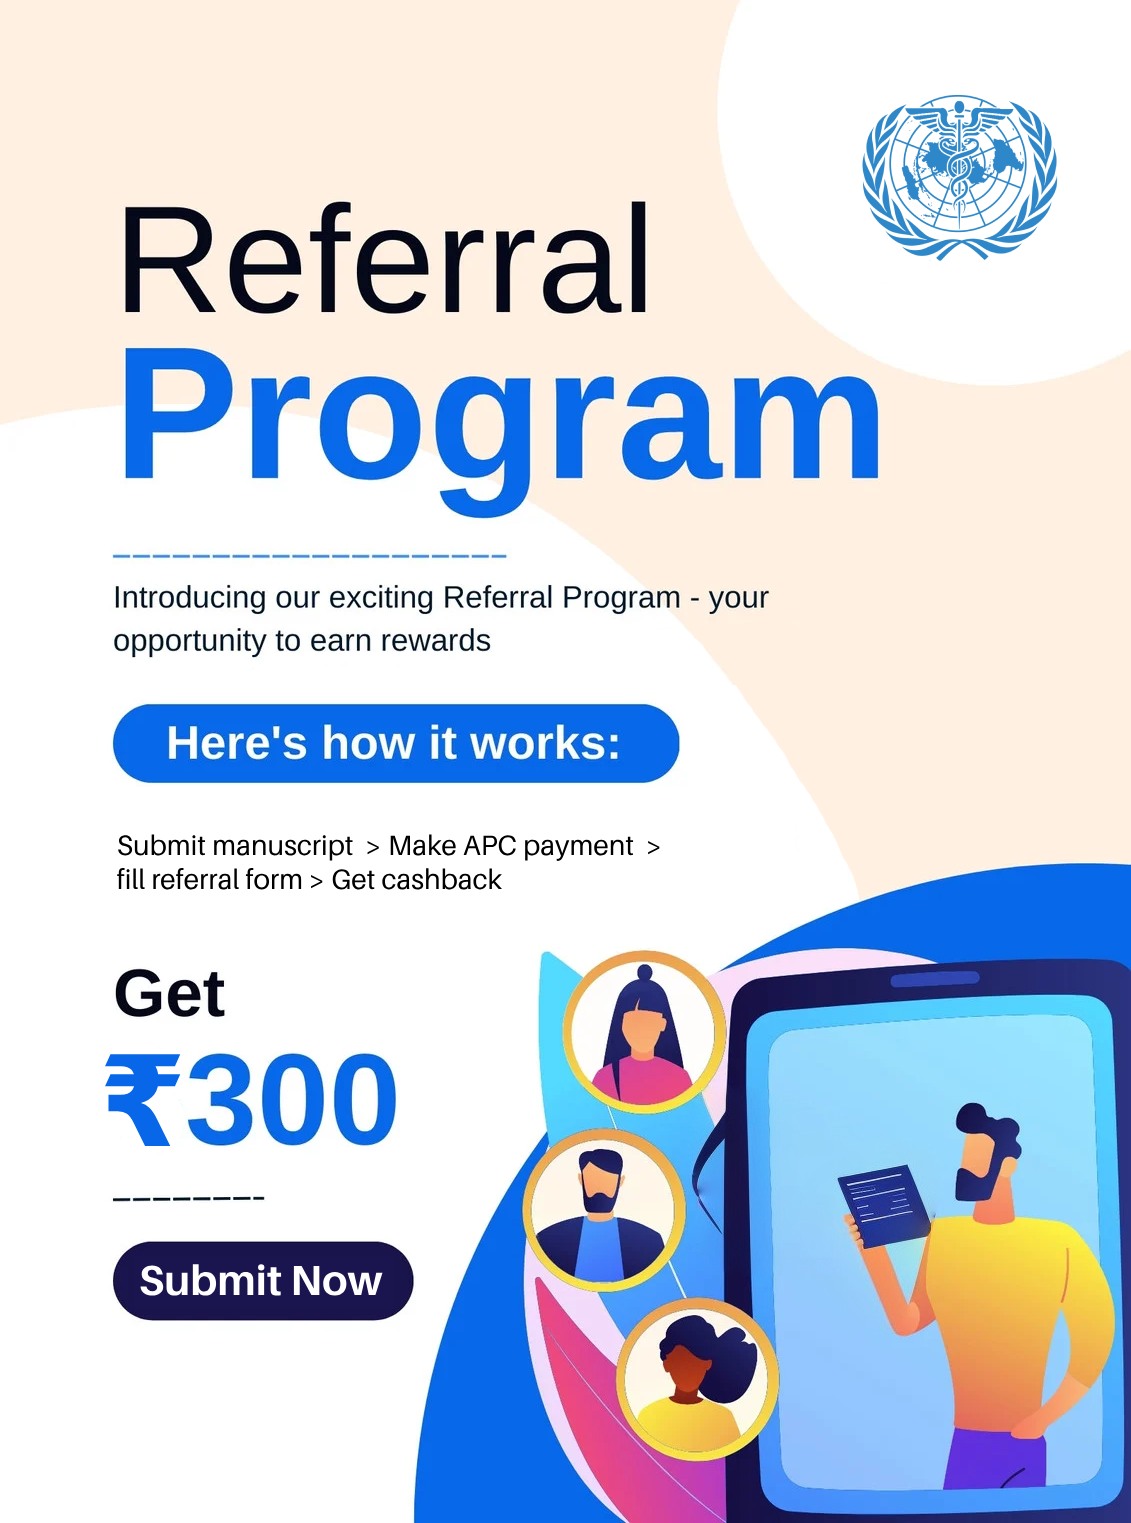 Referral
Program
Introducing our exciting Referral Program - your
opportunity to earn rewards
Here's how it works:
Submit manuscript > Make APC payment >
fill referral form > Get cashback
Get
₹300
Submit Now